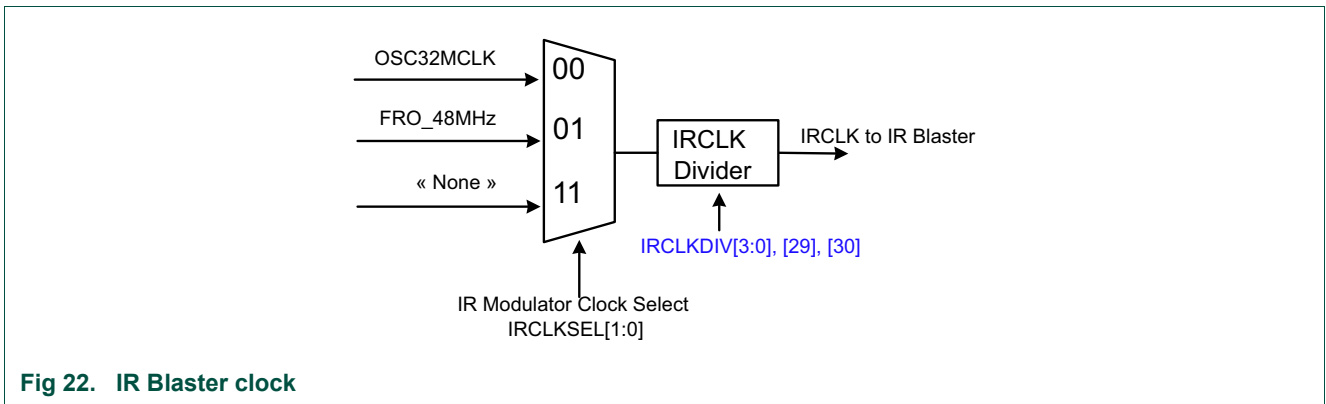 OSC32MCLK
00
FRO_48MHz
01
IRCLK
Divider
IRCLK to IR Blaster
« None »
11
IRCLKDIV[3:0], [29], [30]
IR Modulator Clock Select
IRCLKSEL[1:0]
Fig 22. IR Blaster clock